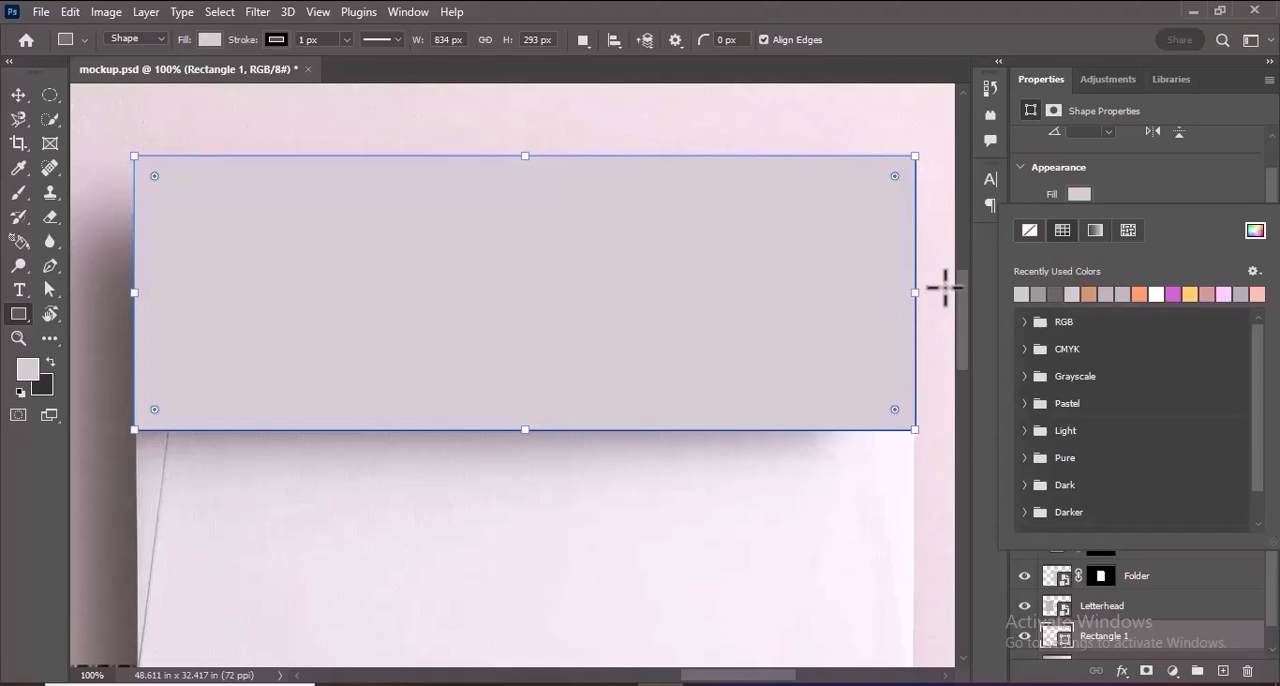 Ps File Edit Image Layer Type Select Filter 3D View Plugins Window Help
Shape Fill: Stroke: 1 px W: 834 px H: 293 px 0 px Align Edges Share
mockup.psd @ 100% (Rectangle 1, RGB/8#) *
Properties Adjustments Libraries
Shape Properties
Appearance
Fill
Recently Used Colors
RGB
CMYK
Grayscale
Pastel
Light
Pure
Dark
Darker
Folder
Letterhead
Rectangle 1
Activate Windows
Go to Settings to activate Windows.
100% 48.611 in x 32.417 in (72 ppi)